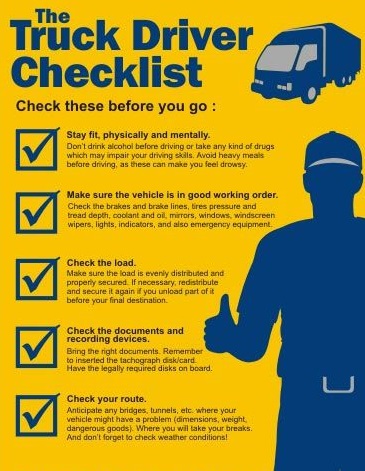 The
Truck Driver
Checklist
Check these before you go :
Stay fit, physically and mentally.
Don't drink alcohol before driving or take any kind of drugs
which may impair your driving skills. Avoid heavy meals
before driving, as these can make you feel drowsy.
Make sure the vehicle is in good working order.
Check the brakes and brake lines, tires pressure and
tread depth, coolant and oil, mirrors, windows, windscreen
wipers, lights, indicators, and also emergency equipment.
Check the load.
Make sure the load is evenly distributed and
properly secured. If necessary, redistribute
and secure it again if you unload part of it
before your final destination.
Check the documents and
recording devices.
Bring the right documents. Remember
to inserted the tachograph disk/card.
Have the legally required disks on board.
Check your route.
Anticipate any bridges, tunnels, etc. where your
vehicle might have a problem (dimensions, weight,
dangerous goods). Where you will take your breaks.
And don't forget to check weather conditions!